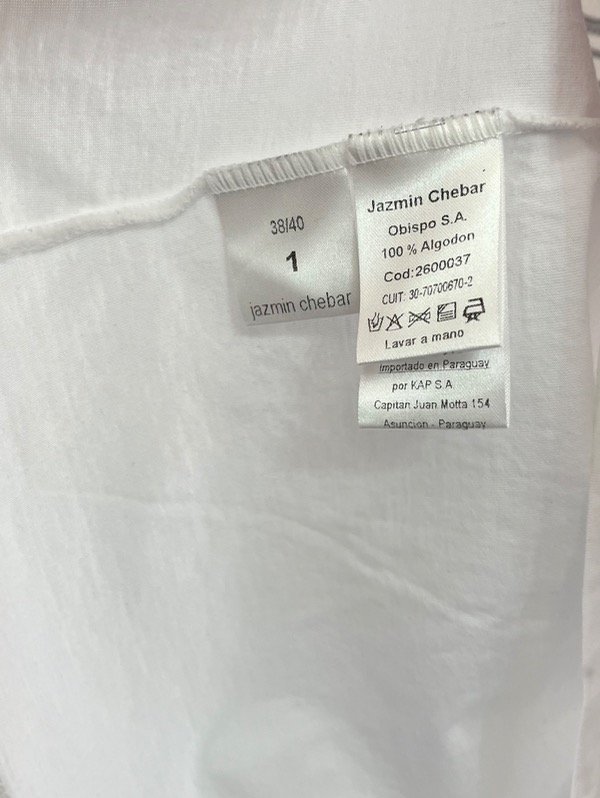 38/40
1
jazmin chebar
Jazmin Chebar
Obispo S.A.
100 % Algodon
Cod:2600037
CUIT: 30-70700670-2
Lavar a mano
Importado en Paraguay
por KAP S.A.
Capitan Juan Motta 154
Asuncion - Paraguay